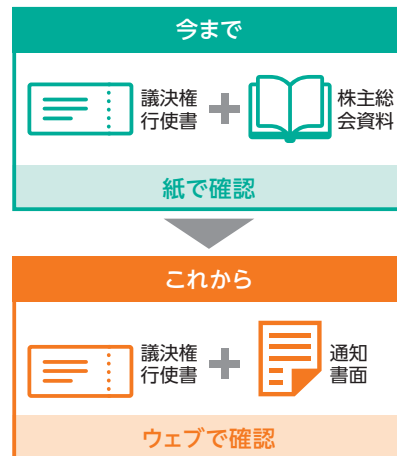 今まで
議決権
行使書
株主総
会資料
紙で確認
これから
議決権
行使書
通知
書面
ウェブで確認